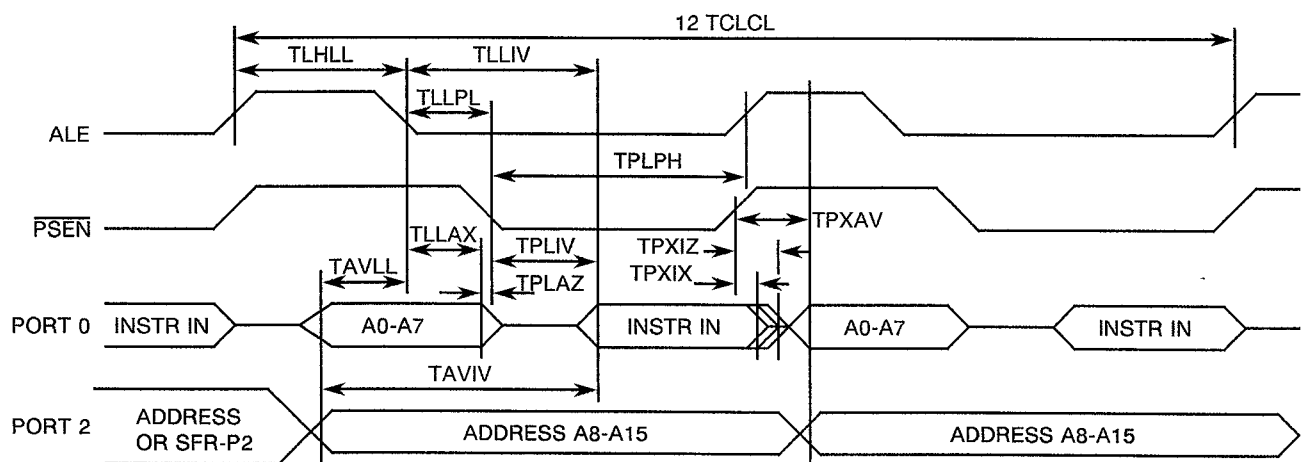 12 TCLCL
TLHLL
TLLIV
TLLPL
ALE
TPLPH
PSEN
TPXAV
TLLAX
TPLIV
TPXIZ
TAVLL
TPLAZ
TPXIX
PORT 0
INSTR IN
A0-A7
INSTR IN
A0-A7
INSTR IN
TAVIV
PORT 2
ADDRESS
OR SFR-P2
ADDRESS A8-A15
ADDRESS A8-A15